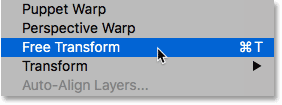 Puppet Warp
Perspective Warp
Free Transform ⌘T
Transform ▶
Auto-Align Layers...